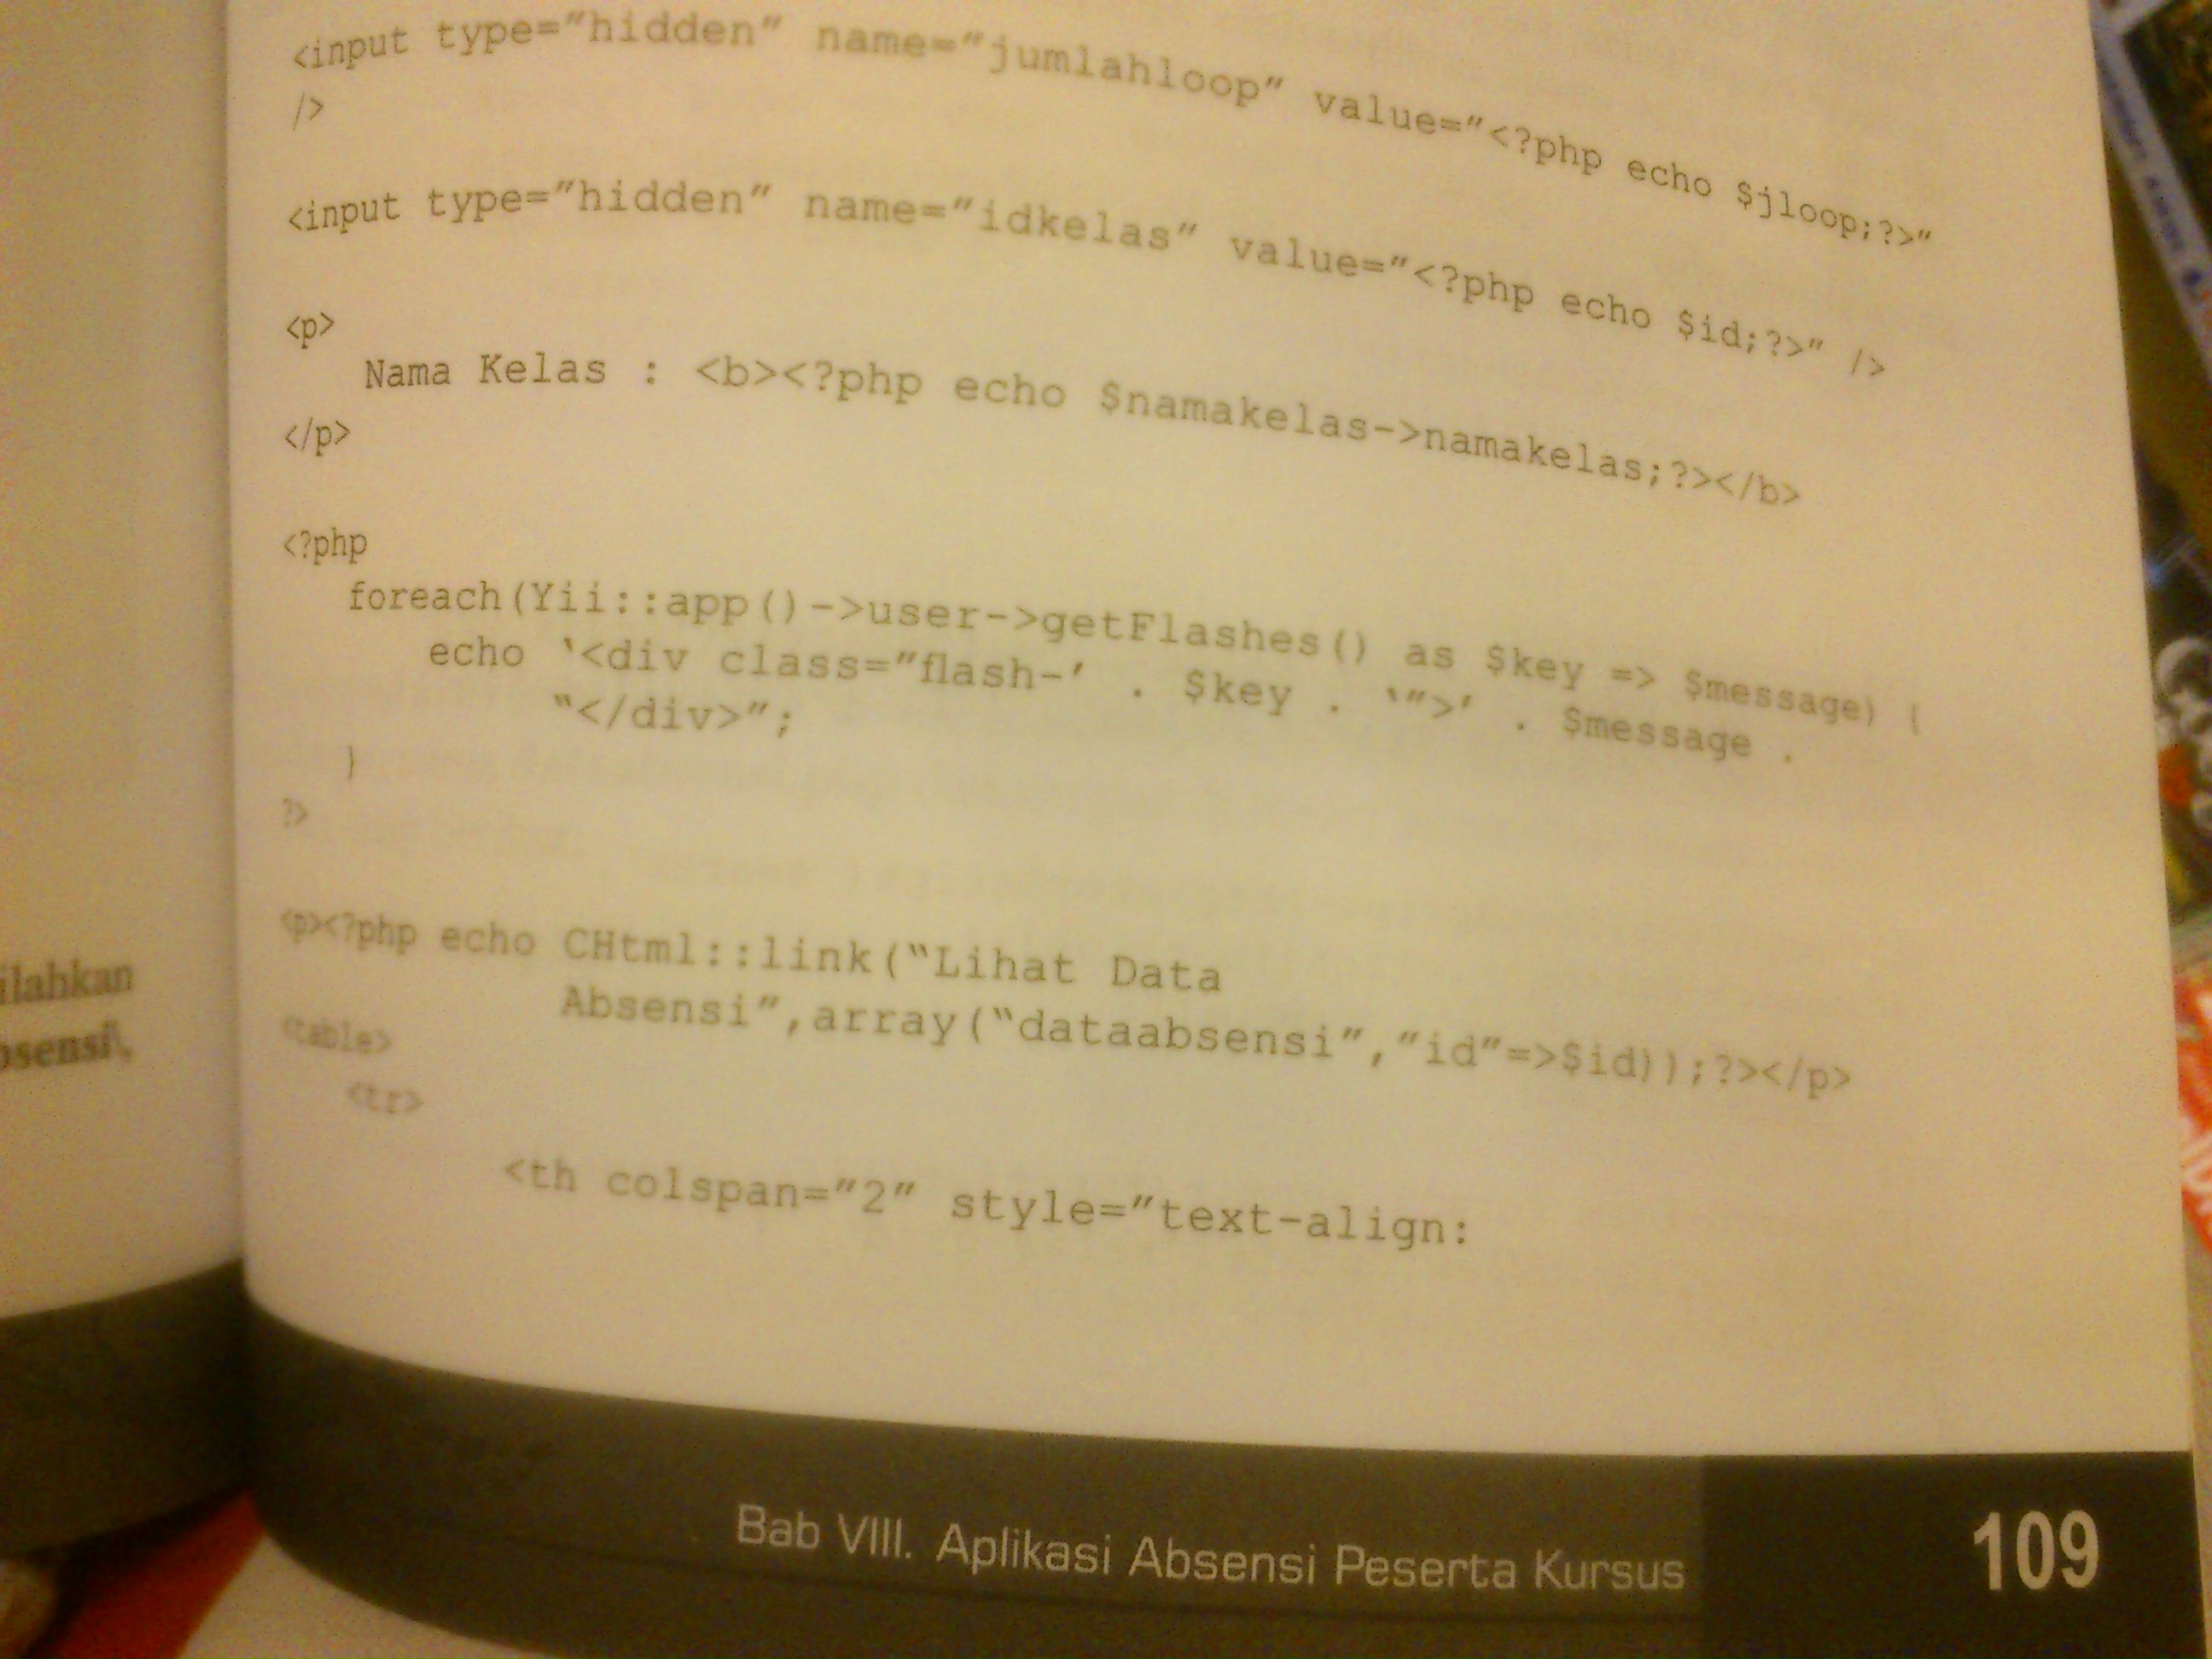 <input type="hidden" name="jumlahloop" value="<?php echo $jloop;?>"
/>
<input type="hidden" name="idkelas" value="<?php echo $id;?>" />
<p>
Nama Kelas : <b><?php echo $namakelas->namakelas;?></b>
</p>
<?php
foreach(Yii::app()->user->getFlashes() as $key => $message) {
echo '<div class="flash-' . $key . '">' . $message .
"</div>";
}
?>
<p><?php echo CHtml::link("Lihat Data
Absensi",array("dataabsensi","id"=>$id));?></p>
<table>
<tr>
<th colspan="2" style="text-align:
Bab VIII. Aplikasi Absensi Peserta Kursus 109